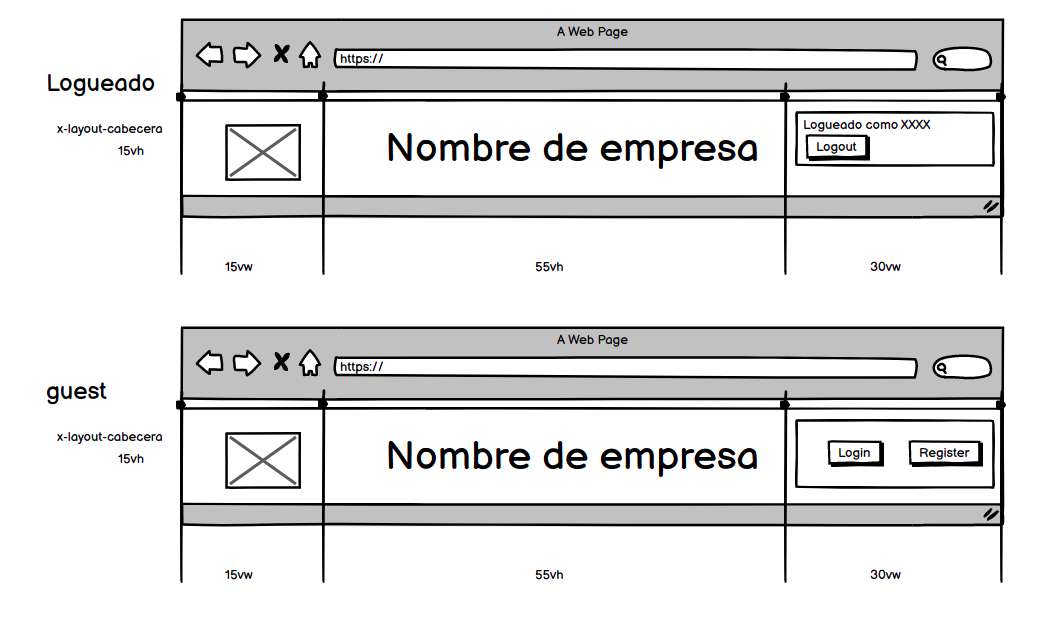 A Web Page
https://
Logueado
x-layout-cabecera
15vh
Nombre de empresa
Logueado como XXXX
Logout
15vw
55vh
30vw
A Web Page
https://
guest
x-layout-cabecera
15vh
Nombre de empresa
Login
Register
15vw
55vh
30vw